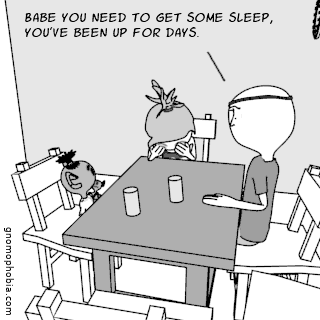 BABE YOU NEED TO GET SOME SLEEP,
YOU'VE BEEN UP FOR DAYS.
gnomophobia.com